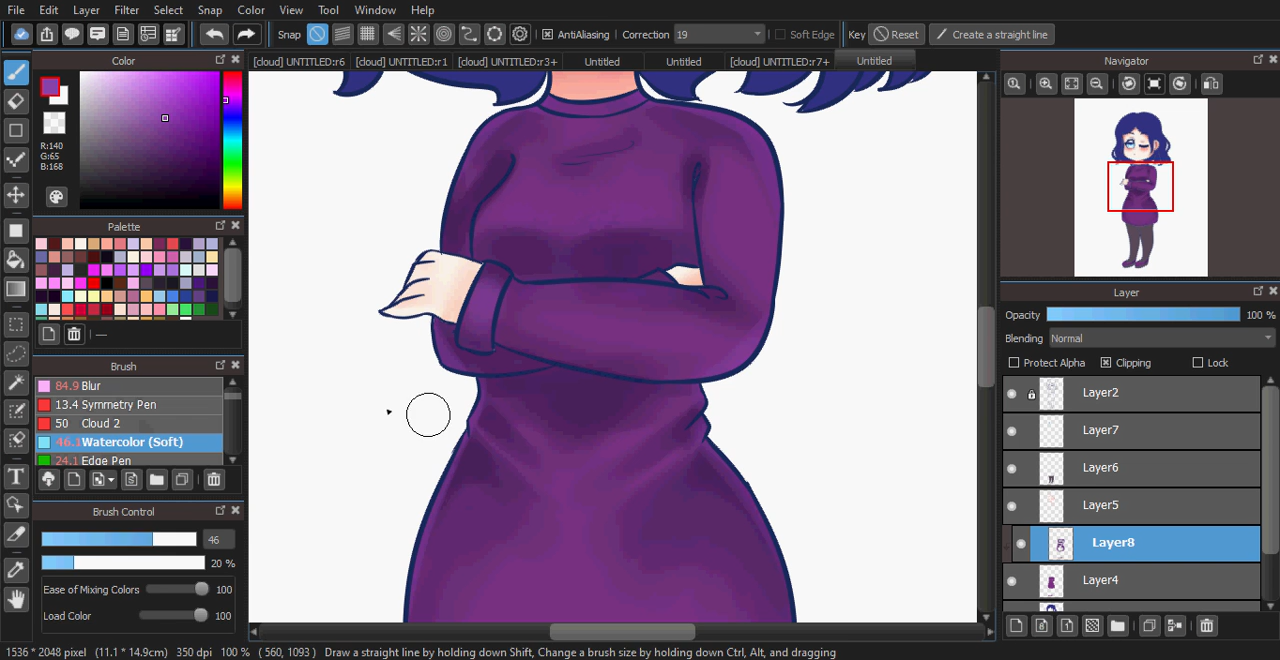 File Edit Layer Filter Select Snap Color View Tool Window Help
Snap AntiAliasing Correction 19 Soft Edge Key Reset Create a straight line
Color
[cloud] UNTITLED:r6 [cloud] UNTITLED:r1 [cloud] UNTITLED:r3+ Untitled Untitled [cloud] UNTITLED:r7+ Untitled
Navigator
R:140
G:65
B:168
Palette
Brush
84.9 Blur
13.4 Symmetry Pen
50 Cloud 2
46.1 Watercolor (Soft)
24.1 Edge Pen
Brush Control
46
20 %
Ease of Mixing Colors 100
Load Color 100
Layer
Opacity 100 %
Blending Normal
Protect Alpha Clipping Lock
Layer2
Layer7
Layer6
Layer5
Layer8
Layer4
1536 * 2048 pixel (11.1 * 14.9cm) 350 dpi 100 % ( 560, 1093 ) Draw a straight line by holding down Shift, Change a brush size by holding down Ctrl, Alt, and dragging